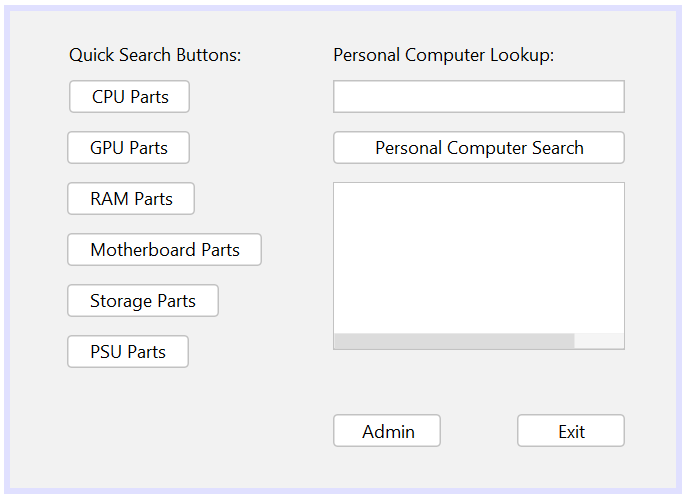 Quick Search Buttons:
CPU Parts
GPU Parts
RAM Parts
Motherboard Parts
Storage Parts
PSU Parts
Personal Computer Lookup:
Personal Computer Search
Admin
Exit